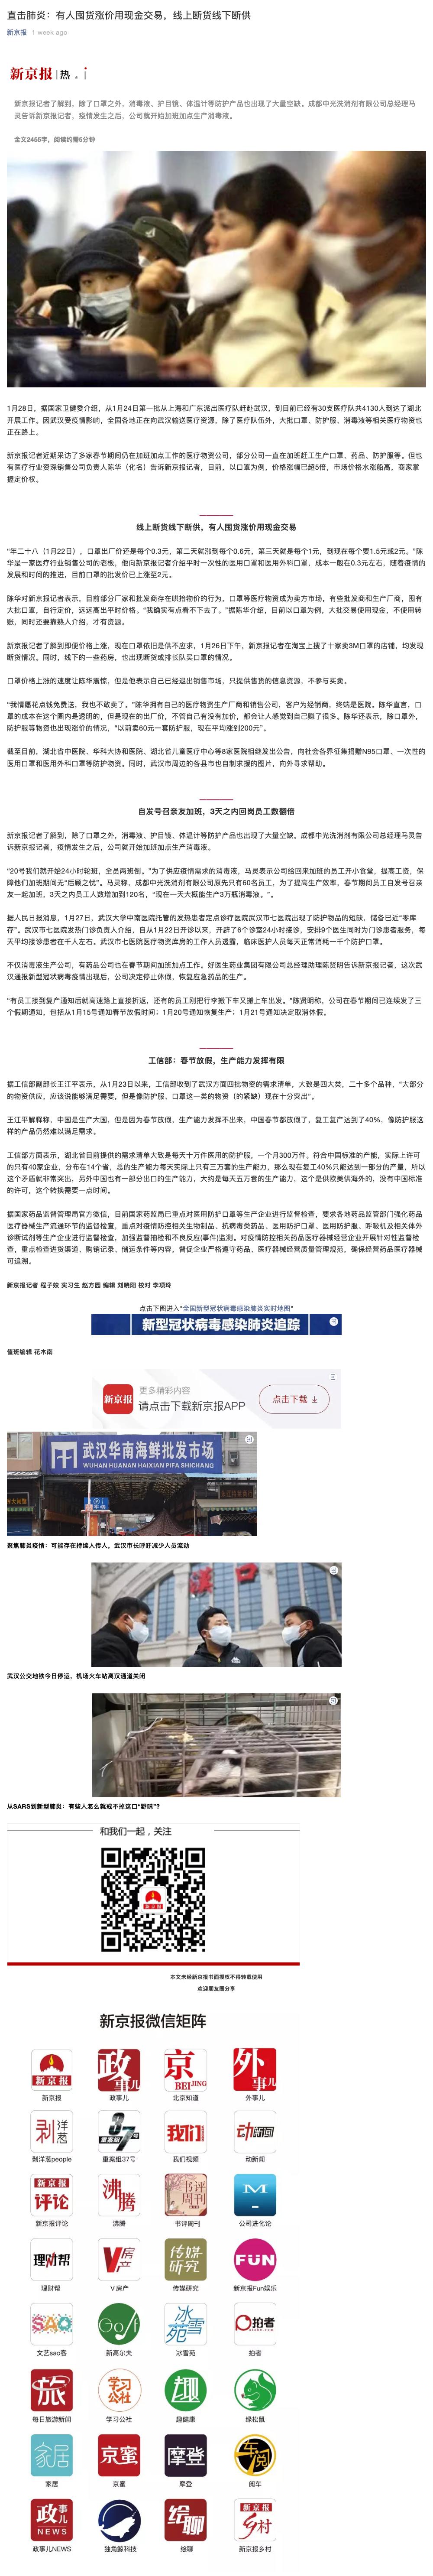 直击肺炎：有人囤货涨价用现金交易，线上断货线下断供
新京报 1 week ago
新京报|热点
新京报记者了解到，除了口罩之外，消毒液、护目镜、体温计等防护产品也出现了大量空缺。成都中光洗消剂有限公司总经理马
灵告诉新京报记者，疫情发生之后，公司就开始加班加点生产消毒液。
全文2455字，阅读约需5分钟
1月28日，据国家卫健委介绍，从1月24日第一批从上海和广东派出医疗队赶赴武汉，到目前已经有30支医疗队共4130人到达了湖北
开展工作。因武汉受疫情影响，全国各地正在向武汉输送医疗资源，除了医疗队伍外，大批口罩、防护服、消毒液等相关医疗物资也
正在路上。
新京报记者近期采访了多家春节期间仍在加班加点工作的医疗物资公司，部分公司一直在加班赶工生产口罩、药品、防护服等。但也
有医疗行业资深销售公司负责人陈华（化名）告诉新京报记者，目前，以口罩为例，价格涨幅已超5倍，市场价格水涨船高，商家掌
握定价权。
线上断货线下断供，有人囤货涨价用现金交易
“年二十八（1月22日），口罩出厂价还是每个0.3元，第二天就涨到每个0.6元，第三天就是每个1元，到现在每个要1.5元或2元。”陈
华是一家医疗行业销售公司的老板，他向新京报记者介绍平时一次性的医用口罩和医用外科口罩，成本一般在0.3元左右，随着疫情的
发展和时间的推进，目前口罩的批发价已上涨至2元。
陈华对新京报记者表示，目前部分厂家和批发商存在哄抬物价的行为，口罩等医疗物资成为卖方市场，有些批发商和生产厂商，囤有
大批口罩，自行定价，远远高出平时价格。“我确实有点看不下去了。”据陈华介绍，目前以口罩为例，大批交易使用现金，不使用转
账，同时还要靠熟人介绍，才有货源。
新京报记者了解到即便价格上涨，现在口罩依旧是供不应求，1月26日下午，新京报记者在淘宝上搜了十家卖3M口罩的店铺，均发现
断货情况。同时，线下的一些药房，也出现断货或排长队买口罩的情况。
口罩价格上涨的速度让陈华震惊，但是他表示自己已经退出销售市场，只提供售货的信息资源，不参与买卖。
“我情愿花点钱免费送，我也不敢卖了。”陈华拥有自己的医疗物资生产厂商和销售公司，客户为经销商，终端是医院。陈华直言，口
罩的成本在这个圈内是透明的，但是现在的出厂价，不管自己有没有加价，都会让人感觉到自己赚了很多。陈华还表示，除口罩外，
防护服等物资也出现涨价的情况，“以前卖60元一套防护服，现在平均涨到200元”。
截至目前，湖北省中医院、华科大协和医院、湖北省儿童医疗中心等8家医院相继发出公告，向社会各界征集捐赠N95口罩、一次性的
医用口罩和医用外科口罩等防护物资。同时，武汉市周边的各县市也自制求援的图片，向外寻求帮助。
自发号召亲友加班，3天之内回岗员工数翻倍
新京报记者了解到，除了口罩之外，消毒液、护目镜、体温计等防护产品也出现了大量空缺。成都中光洗消剂有限公司总经理马灵告
诉新京报记者，疫情发生之后，公司就开始加班加点生产消毒液。
“20号我们就开始24小时轮班，全员两班倒。”为了供应疫情需求的消毒液，马灵表示公司给回来加班的员工开小食堂，提高工资，保
障他们加班期间无“后顾之忧”。马灵称，成都中光洗消剂有限公司原先只有60名员工，为了提高生产效率，春节期间员工自发号召亲
友一起加班，3天之内员工人数增加到120名，“现在一天大概能生产3万瓶消毒液。”。
据人民日报消息，1月27日，武汉大学中南医院托管的发热患者定点诊疗医院武汉市七医院出现了防护物品的短缺，储备已近“零库
存”。武汉市七医院发热门诊负责人介绍，自从1月22日开诊以来，开辟了6个诊室24小时接诊，安排9个医生同时为门诊患者服务，每
天平均接诊患者在千人左右。武汉市七医院医疗物资库房的工作人员透露，临床医护人员每天正常消耗一千个防护口罩。
不仅消毒液生产公司，有药品公司也在春节期间加班加点工作。好医生药业集团有限公司总经理助理陈贤明告诉新京报记者，这次武
汉通报新型冠状病毒疫情出现后，公司决定停止休假，恢复应急药品的生产。
“有员工接到复产通知后就高速路上直接折返，还有的员工刚把行李搬下车又搬上车出发。”陈贤明称，公司在春节期间已连续发了三
个假期通知，包括从1月15号通知春节放假时间；1月20号通知恢复生产；1月21号通知决定取消休假。
工信部：春节放假，生产能力发挥有限
据工信部副部长王江平表示，从1月23日以来，工信部收到了武汉方面四批物资的需求清单，大致是四大类，二十多个品种，“大部分
的物资供应，应该说能够满足需要，但是像防护服、口罩这一类的物资（的紧缺）现在十分突出”。
王江平解释称，中国是生产大国，但是因为春节放假，生产能力发挥不出来，中国春节都放假了，复工复产达到了40%，像防护服这
样的产品仍然难以满足需求。
工信部方面表示，湖北省目前提供的需求清单大致是每天十万件医用的防护服，一个月300万件。符合中国标准的产能，实际上许可
的只有40家企业，分布在14个省，总的生产能力每天实际上只有三万套的生产能力，那么现在复工40%只能达到一部分的产量，所以
这个矛盾就非常突出，另外中国也有一部分出口的生产能力，大约是每天五万套的生产能力，这个是供欧美供海外的，没有中国标准
的许可，这个转换需要一点时间。
据国家药品监督管理局官方微信，目前国家药监局已重点对医用防护口罩等生产企业进行监督检查，要求各地药品监管部门强化药品
医疗器械生产流通环节的监督检查，重点对疫情防控相关生物制品、抗病毒类药品、医用防护口罩、医用防护服、呼吸机及相关体外
诊断试剂等生产企业进行监督检查，加强监督抽检和不良反应(事件)监测。对疫情防控相关药品医疗器械经营企业开展针对性监督检
查，重点检查进货渠道、购销记录、储运条件等内容，督促企业严格遵守药品、医疗器械经营质量管理规范，确保经营药品医疗器械
可追溯。
新京报记者 程子姣 实习生 赵方园 编辑 刘晓阳 校对 李项玲
点击下图进入“全国新型冠状病毒感染肺炎实时地图”
新型冠状病毒感染肺炎追踪
值班编辑 花木南
新京报
更多精彩内容
请点击下载新京报APP
点击下载
武汉华南海鲜批发市场
WUHAN HUANAN HAIXIAN PIFA SHICHANG
聚焦肺炎疫情：可能存在持续人传人，武汉市长呼吁减少人员流动
汉口
武汉公交地铁今日停运，机场火车站离汉通道关闭
从SARS到新型肺炎：有些人怎么就戒不掉这口“野味”？
和我们一起，关注
新京报
本文未经新京报书面授权不得转载使用
欢迎朋友圈分享
新京报微信矩阵
新京报 政事儿 京 BEIJING 外事儿
新京报 政事儿 北京知道 外事儿
剥洋葱 重案组37号 我们 动新闻
剥洋葱people 重案组37号 我们视频 动新闻
新京报评论 沸腾 书评周刊 M
新京报评论 沸腾 书评周刊 公司进化论
理财帮 V房产 传媒研究 FUN
理财帮 V房产 传媒研究 新京报Fun娱乐
SAO Golf 冰雪苑 拍者
文艺sao客 新高尔夫 冰雪苑 拍者
旅 学习公社 趣
每日旅游新闻 学习公社 趣健康 绿松鼠
家居 京蜜 摩登 车阅
家居 京蜜 摩登 阅车
政事儿NEWS 绘聊 新京报乡村
政事儿NEWS 独角鲸科技 绘聊 新京报乡村